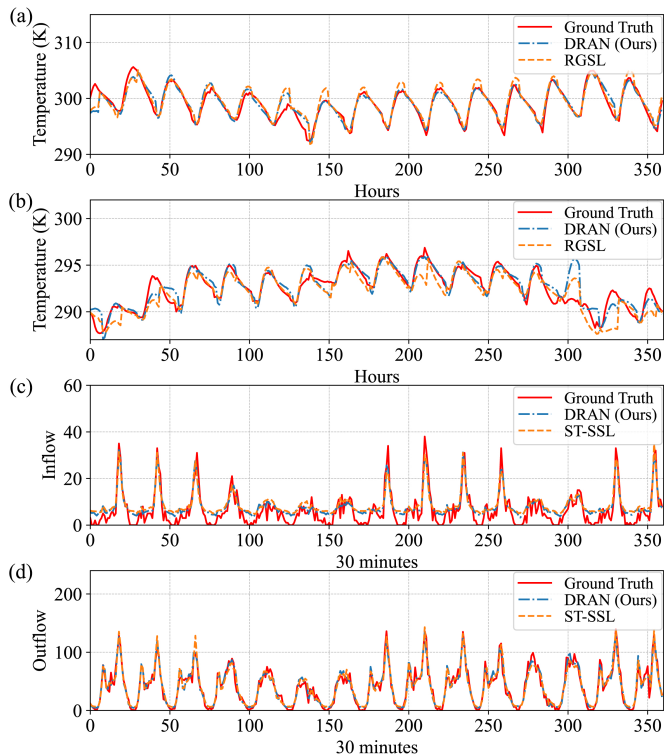 (a)
Temperature (K)
310
300
290
Ground Truth
DRAN (Ours)
RGSL
0 50 100 150 200 250 300 350
Hours
(b)
Temperature (K)
300
295
290
Ground Truth
DRAN (Ours)
RGSL
0 50 100 150 200 250 300 350
Hours
(c)
Inflow
60
40
20
0
Ground Truth
DRAN (Ours)
ST-SSL
0 50 100 150 200 250 300 350
30 minutes
(d)
Outflow
200
100
0
Ground Truth
DRAN (Ours)
ST-SSL
0 50 100 150 200 250 300 350
30 minutes